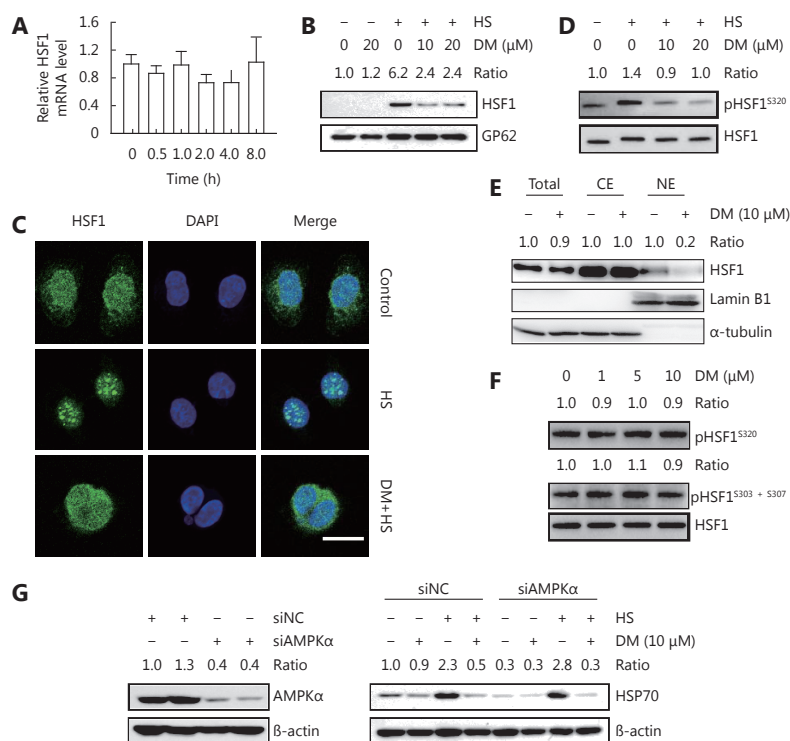 A
Relative HSF1
mRNA level
1.6
1.2
0.8
0.4
0
0 0.5 1.0 2.0 4.0 8.0
Time (h)
B
– – + + + HS
0 20 0 10 20 DM (µM)
1.0 1.2 6.2 2.4 2.4 Ratio
HSF1
GP62
D
– + + + HS
0 0 10 20 DM (µM)
1.0 1.4 0.9 1.0 Ratio
pHSF1S320
HSF1
C
HSF1 DAPI Merge
Control
HS
DM+HS
E
Total CE NE
– + – + – + DM (10 µM)
1.0 0.9 1.0 1.0 1.0 0.2 Ratio
HSF1
Lamin B1
α-tubulin
F
0 1 5 10 DM (µM)
1.0 0.9 1.0 0.9 Ratio
pHSF1S320
1.0 1.0 1.1 0.9 Ratio
pHSF1S303 + S307
HSF1
G
+ + – – siNC
– – + + siAMPKα
1.0 1.3 0.4 0.4 Ratio
AMPKα
ß-actin
siNC siAMPKα
– – + + – – + + HS
– + – + – + – + DM (10 µM)
1.0 0.9 2.3 0.5 0.3 0.3 2.8 0.3 Ratio
HSP70
ß-actin